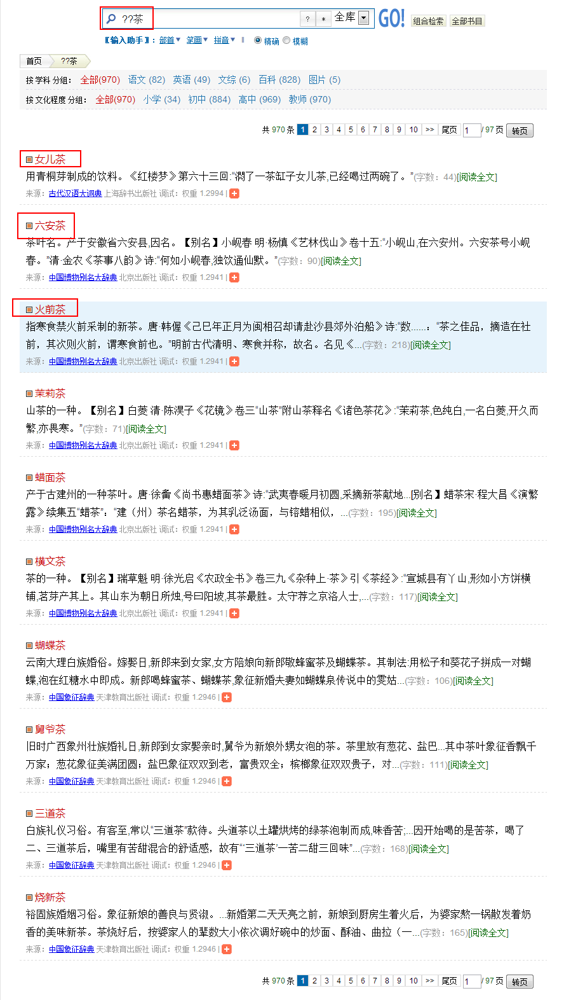 ??茶 ? * 全库 GO! 组合检索 全部书目
【输入助手】: 部首 笔画 拼音 精确 模糊
首页 ??茶
按学科 分组: 全部(970) 语文 (82) 英语 (49) 文综 (6) 百科 (828) 图片 (5)
按文化程度 分组: 全部(970) 小学 (34) 初中 (884) 高中 (969) 教师 (970)
共 970 条 1 2 3 4 5 6 7 8 9 10 >> 尾页 1 / 97 页 转页
女儿茶
用青桐芽制成的饮料。《红楼梦》第六十三回:“澗了一茶缸子女儿茶,已经喝过两碗了。”(字数：44)[阅读全文]
来源：古代汉语大词典 上海辞书出版社 调试：权重 1.2994 |
六安茶
茶叶名。产于安徽省六安县,因名。【别名】小岘春 明·杨慎《艺林伐山》卷十五:“小岘山,在六安州。六安茶号小岘
春。”清·金农《茶事八韵》诗:“何如小岘春,独饮通仙默。”(字数：90)[阅读全文]
来源：中国博物别名大辞典 北京出版社 调试：权重 1.2941 |
火前茶
指寒食禁火前采制的新茶。唐·韩偓《己巳年正月为闽相召却请赴沙县郊外泊船》诗:“数......：“茶之佳品，摘造在社
前，其次则火前，谓寒食前也。”明前古代清明、寒食并称，故名。名见《...(字数：218)[阅读全文]
来源：中国博物别名大辞典 北京出版社 调试：权重 1.2941 |
茉莉茶
山茶的一种。【别名】白菱 清·陈淏子《花镜》卷三“山茶”附山茶释名《诸色茶花》:“茉莉茶,色纯白,一名白菱,开久而
繁,亦畏寒。”(字数：71)[阅读全文]
来源：中国博物别名大辞典 北京出版社 调试：权重 1.2941 |
蜡面茶
产于古建州的一种茶叶。唐·徐夤《尚书惠蜡面茶》诗:“武夷春暖月初圆,采摘新茶献地...[别名】蜡茶宋·程大昌《演繁
露》续集五“蜡茶”：“建（州）茶名蜡茶，为其乳泛汤面，与镕蜡相似，...(字数：195)[阅读全文]
来源：中国博物别名大辞典 北京出版社 调试：权重 1.2941 |
横文茶
茶的一种。【别名】瑞草魁 明·徐光启《农政全书》卷三九《杂种上·茶》引《茶经》:“宣城县有丫山,形如小方饼横
铺,茗芽产其上。其山东为朝日所烛,号曰阳坡,其茶最胜。太守荐之京洛人士,...(字数：117)[阅读全文]
来源：中国博物别名大辞典 北京出版社 调试：权重 1.2941 |
蝴蝶茶
云南大理白族婚俗。嫁娶日,新郎来到女家,女方陪娘向新郎敬蜂蜜茶及蝴蝶茶。其制法:用松子和葵花子拼成一对蝴
蝶,泡在红糖水中即成。新郎喝蜂蜜茶、蝴蝶茶,象征新婚夫妻如蝴蝶泉传说中的雯姑...(字数：106)[阅读全文]
来源：中国象征辞典 天津教育出版社 调试：权重 1.2946 |
舅爷茶
旧时广西象州壮族婚礼日,新郎到女家娶亲时,舅爷为新娘外甥女泡的茶。茶里放有葱花、盐巴...其中茶叶象征香飘千
万家；葱花象征美满团圆；盐巴象征双双到老，富贵双全；槟榔象征双双贵子，对...(字数：111)[阅读全文]
来源：中国象征辞典 天津教育出版社 调试：权重 1.2946 |
三道茶
白族礼仪习俗。有客至,常以“三道茶”款待。头道茶以土罐烘烤的绿茶泡制而成,味香苦;...因开始喝的是苦茶，喝了
二、三道茶后，嘴里有苦甜混合的舒适感，故有“‘三道茶’一苦二甜三回味”...(字数：168)[阅读全文]
来源：中国象征辞典 天津教育出版社 调试：权重 1.2946 |
烧新茶
裕固族婚姻习俗。象征新娘的善良与贤淑。...新婚第二天天亮之前，新娘到厨房生着火后，为婆家熬一锅散发着奶
香的美味新茶。茶烧好后，按婆家人的辈数大小依次调好碗中的炒面、酥油、曲拉（一...(字数：165)[阅读全文]
来源：中国象征辞典 天津教育出版社 调试：权重 1.2946 |
共 970 条 1 2 3 4 5 6 7 8 9 10 >> 尾页 1 / 97 页 转页